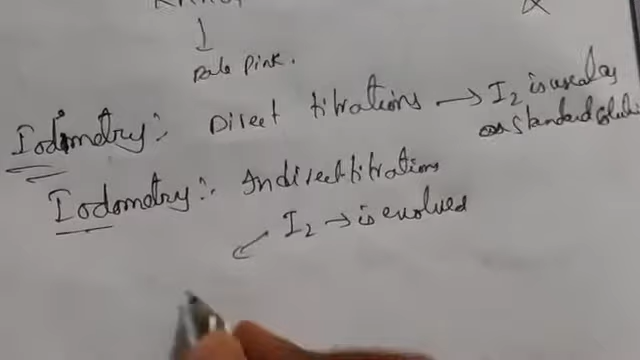 Pale Pink.
Iodimetry :- Direct titrations → I2 is used as
as Standard Solution
Iodometry :- Indirect titrations
I2 → is evolved